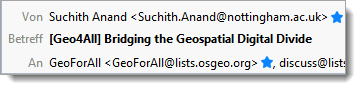 Von Suchith Anand <Suchith.Anand@nottingham.ac.uk>
Betreff [Geo4All] Bridging the Geospatial Digital Divide
An GeoForAll <GeoForAll@lists.osgeo.org>, discuss@lists